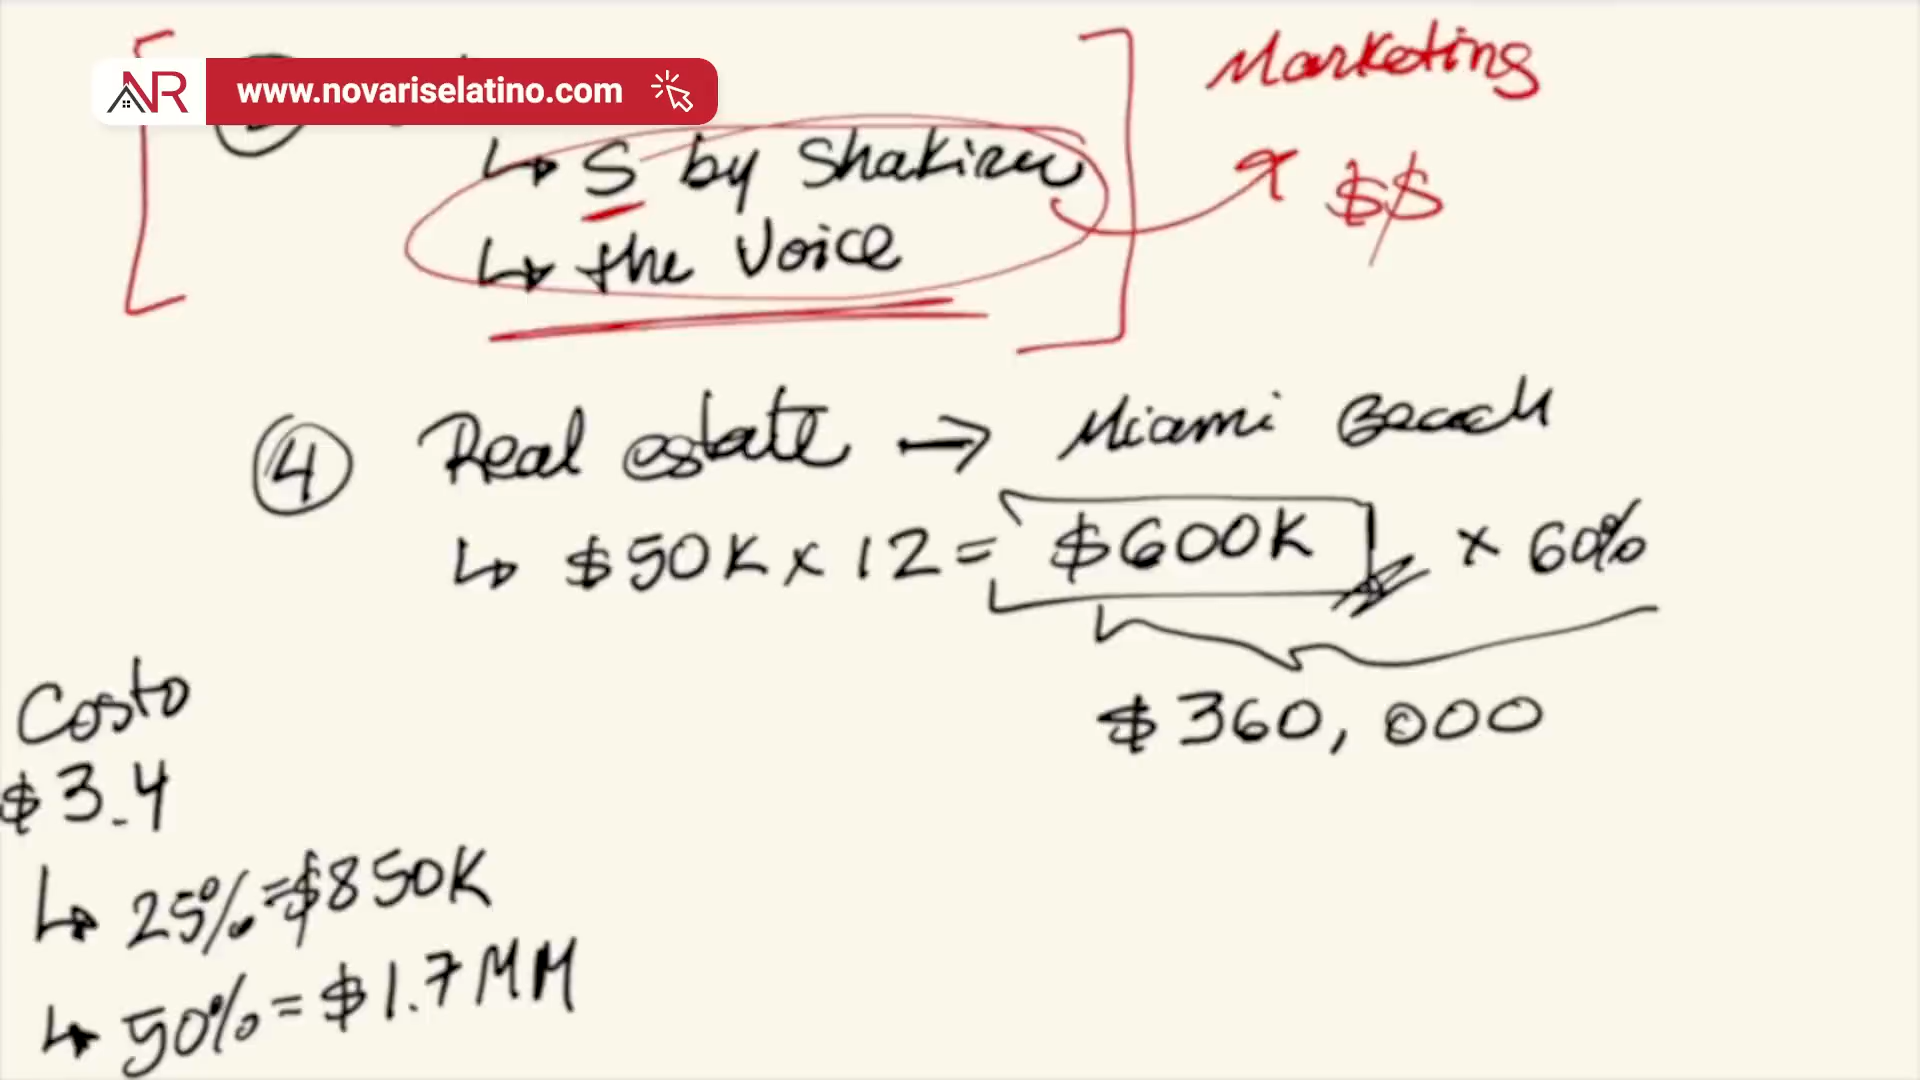 NR www.novariselatino.com
Marketing
↳ S by Shakira
$$
↳ the Voice
④ Real estate → Miami Beach
↳ $50K x 12 = $600K x 60%
$360,000
Costo
$3.4
↳ 25% = $850K
↳ 50% = $1.7MM